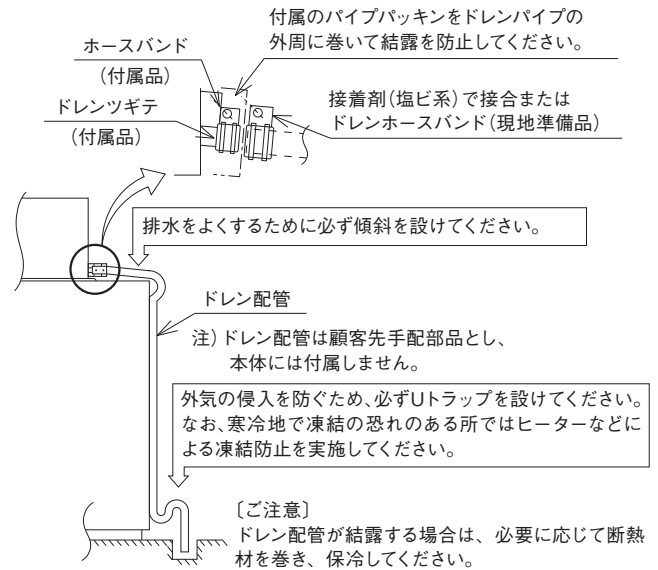 付属のパイプパッキンをドレンパイプの
外周に巻いて結露を防止してください。
ホースバンド
(付属品)
ドレンツギテ
(付属品)
接着剤(塩ビ系)で接合または
ドレンホースバンド(現地準備品)
排水をよくするために必ず傾斜を設けてください。
ドレン配管
注)ドレン配管は顧客先手配部品とし、
本体には付属しません。
外気の侵入を防ぐため、必ずUトラップを設けてください。
なお、寒冷地で凍結の恐れのある所ではヒーターなどに
よる凍結防止を実施してください。
〔ご注意〕
ドレン配管が結露する場合は、必要に応じて断熱
材を巻き、保冷してください。